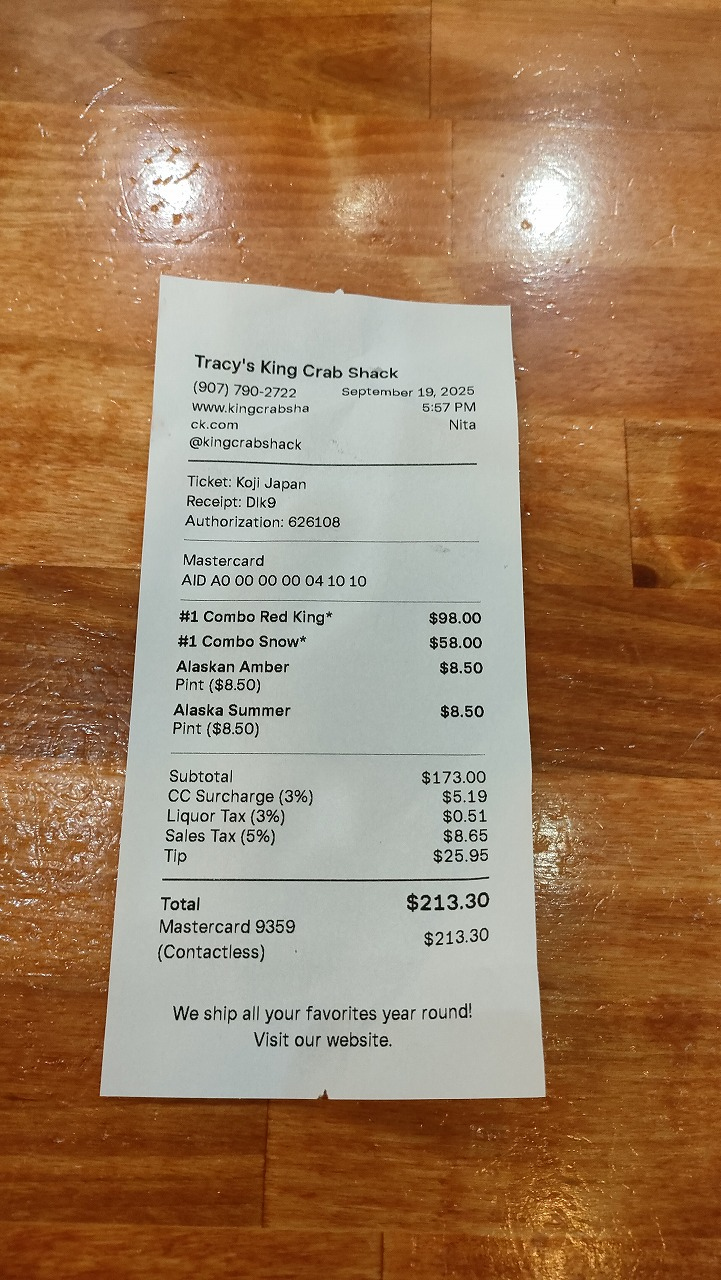 Tracy's King Crab Shack
(907) 790-2722 September 19, 2025
www.kingcrabsha 5:57 PM
ck.com Nita
@kingcrabshack
Ticket: Koji Japan
Receipt: Dlk9
Authorization: 626108
Mastercard
AID A0 00 00 00 04 10 10
#1 Combo Red King* $98.00
#1 Combo Snow* $58.00
Alaskan Amber $8.50
Pint ($8.50)
Alaska Summer $8.50
Pint ($8.50)
Subtotal $173.00
CC Surcharge (3%) $5.19
Liquor Tax (3%) $0.51
Sales Tax (5%) $8.65
Tip $25.95
Total $213.30
Mastercard 9359 $213.30
(Contactless)
We ship all your favorites year round!
Visit our website.